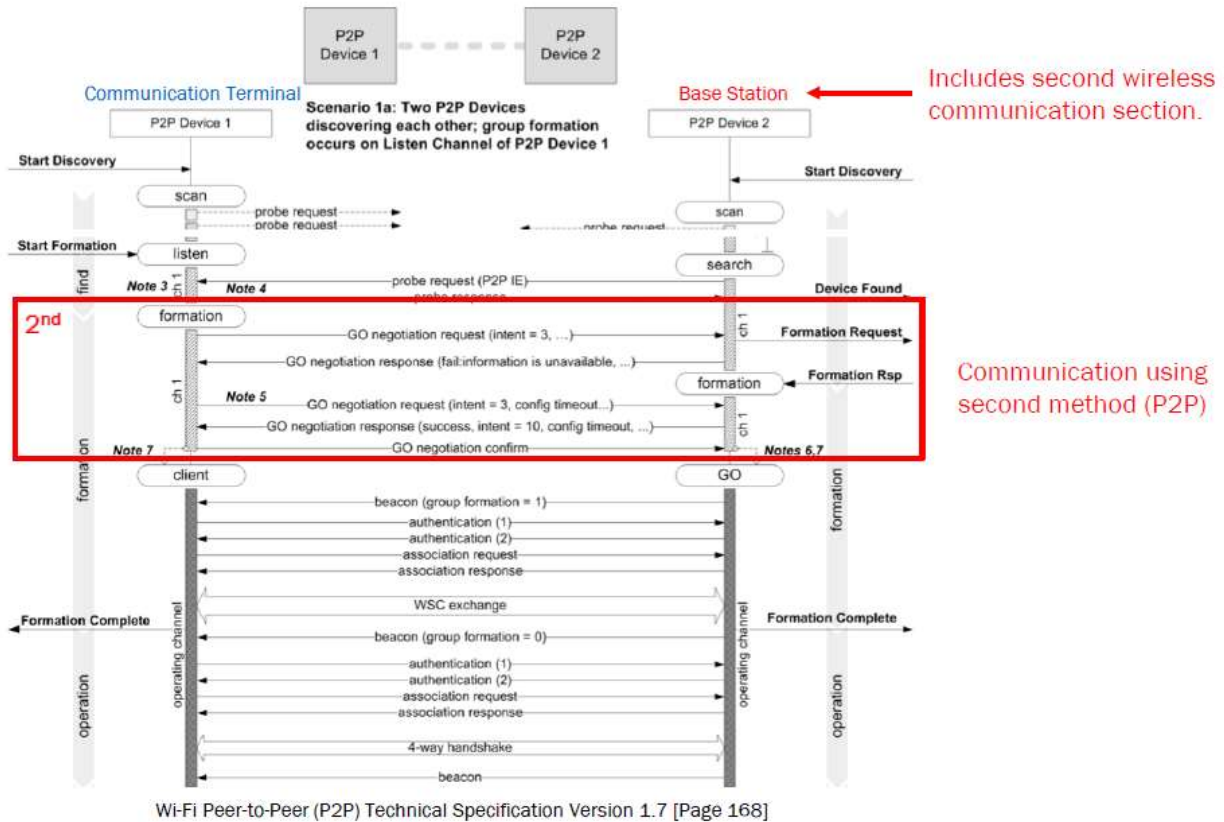 P2P
Device 1
P2P
Device 2
Communication Terminal
Scenario 1a: Two P2P Devices
discovering each other; group formation
occurs on Listen Channel of P2P Device 1
Base Station
Includes second wireless
communication section.
P2P Device 1
P2P Device 2
Start Discovery
Start Discovery
scan
scan
probe request
probe request
probe request
Start Formation
listen
search
find
ch 1
Note 3
Note 4
probe request (P2P IE)
probe response
Device Found
2nd
formation
ch 1
GO negotiation request (intent = 3, ...)
Formation Request
GO negotiation response (fail:information is unavailable, ...)
formation
Formation Rsp
Communication using
second method (P2P)
ch 1
Note 5
GO negotiation request (intent = 3, config timeout...)
ch 1
GO negotiation response (success, intent = 10, config timeout, ...)
Note 7
GO negotiation confirm
Notes 6,7
formation
formation
client
GO
beacon (group formation = 1)
authentication (1)
authentication (2)
association request
association response
WSC exchange
Formation Complete
Formation Complete
beacon (group formation = 0)
operating channel
operating channel
authentication (1)
authentication (2)
association request
association response
operation
operation
4-way handshake
beacon
Wi-Fi Peer-to-Peer (P2P) Technical Specification Version 1.7 [Page 168]